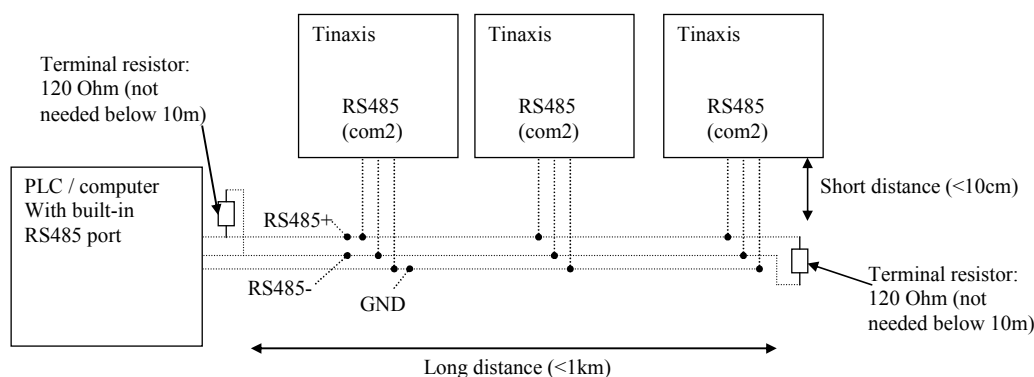 Tinaxis
Tinaxis
Tinaxis
Terminal resistor:
120 Ohm (not
needed below 10m)
RS485
(com2)
RS485
(com2)
RS485
(com2)
PLC / computer
With built-in
RS485 port
Short distance (<10cm)
RS485+
RS485-
GND
Terminal resistor:
120 Ohm (not
needed below 10m)
Long distance (<1km)